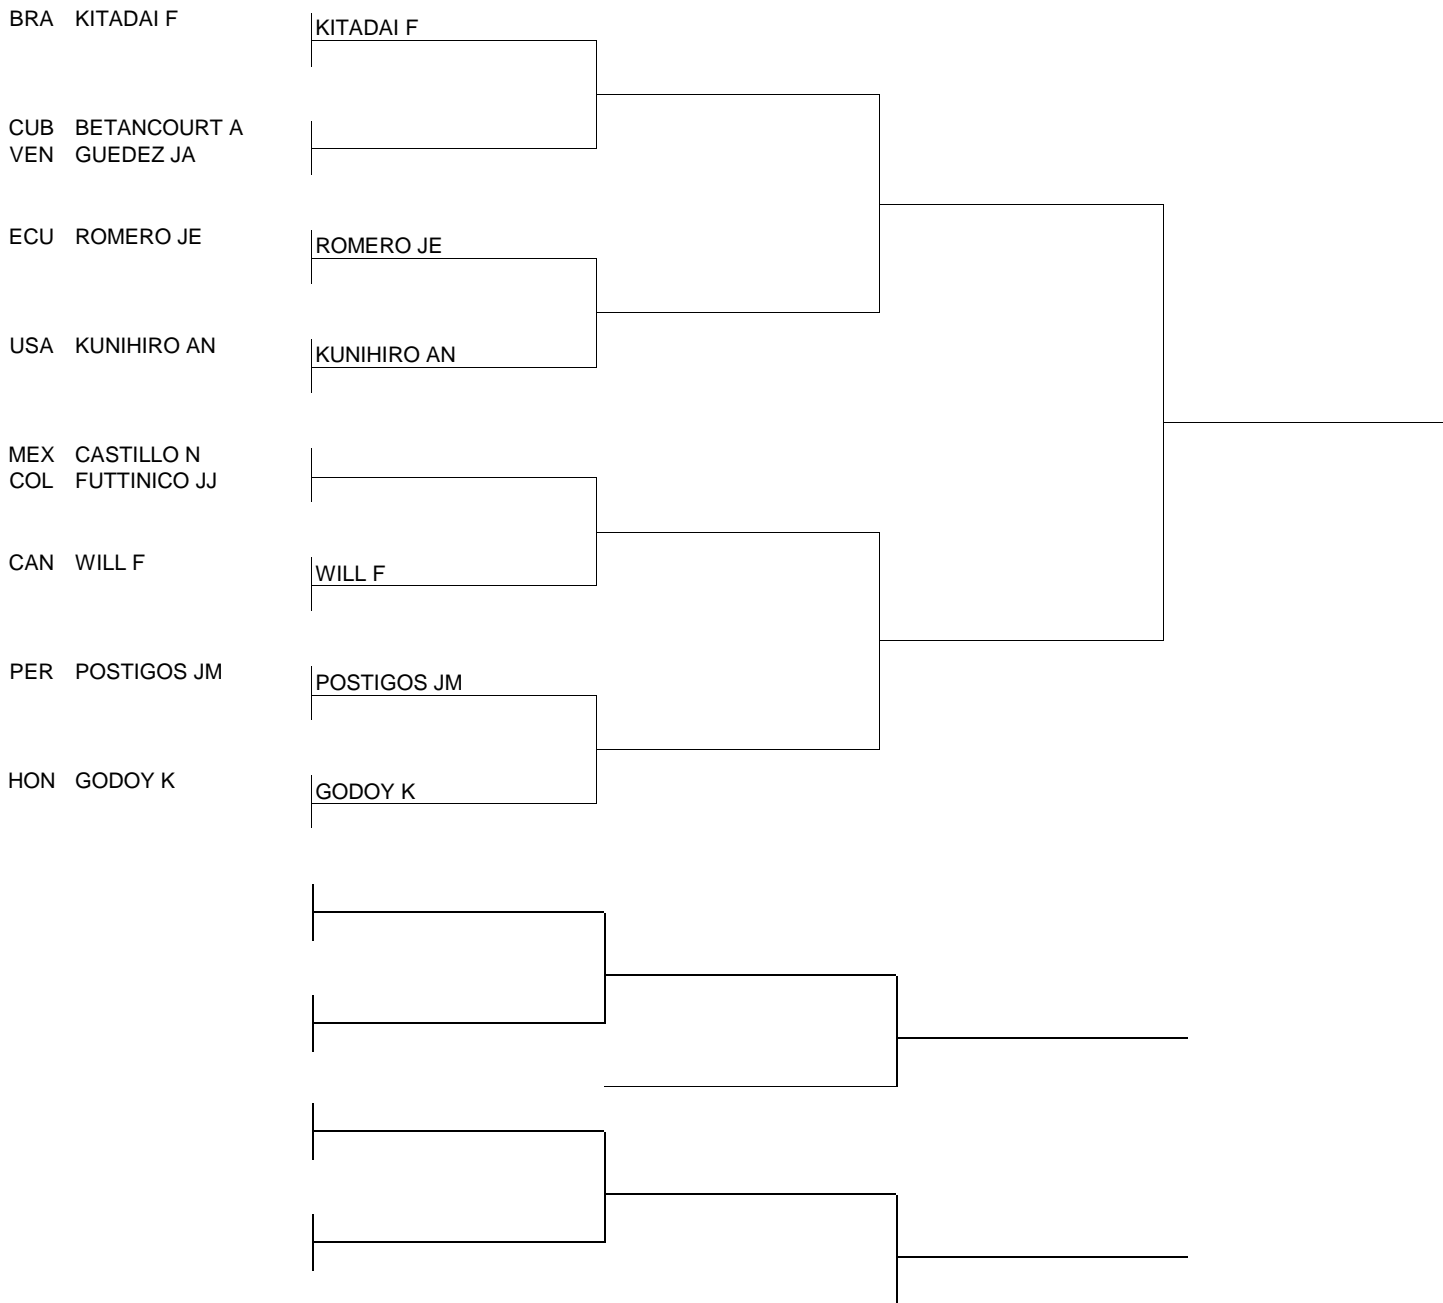 BRA KITADAI F KITADAI F
CUB BETANCOURT A
VEN GUEDEZ JA
ECU ROMERO JE ROMERO JE
USA KUNIHIRO AN KUNIHIRO AN
MEX CASTILLO N
COL FUTTINICO JJ
CAN WILL F WILL F
PER POSTIGOS JM POSTIGOS JM
HON GODOY K GODOY K